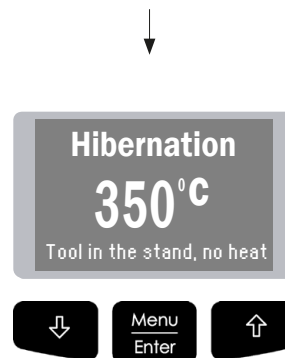 Hibernation
350°C
Tool in the stand, no heat
Menu
Enter